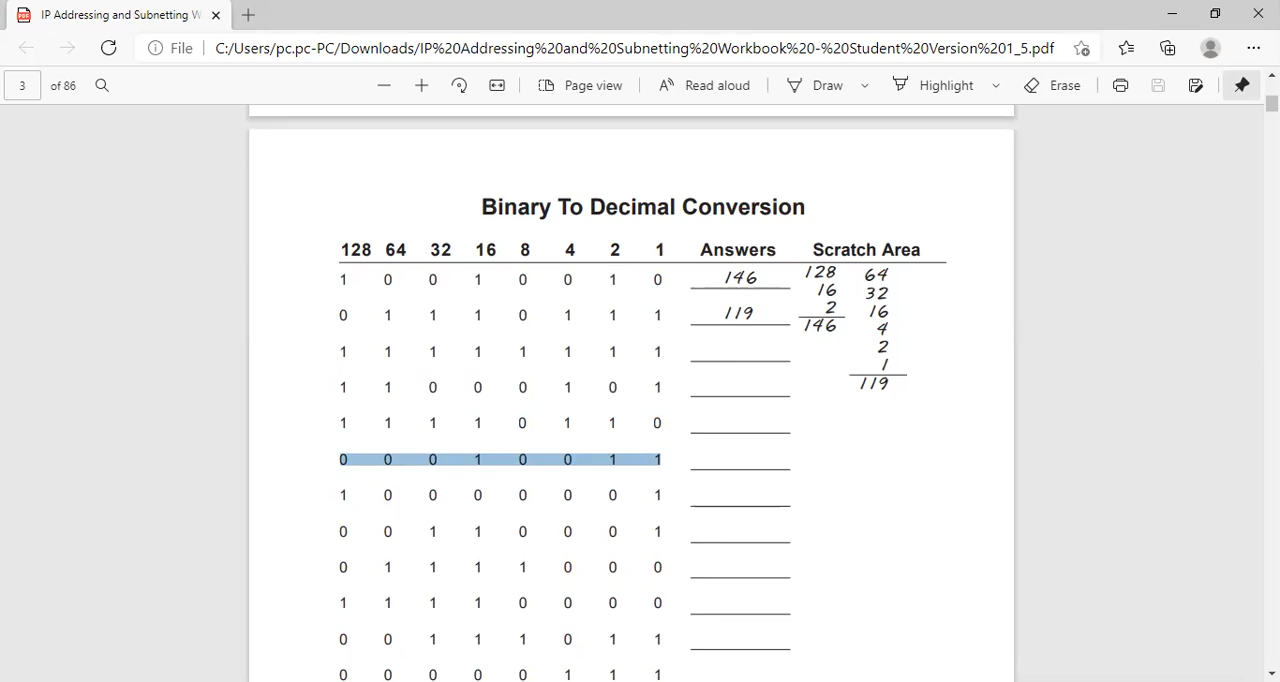 IP Addressing and Subnetting W
File C:/Users/pc.pc-PC/Downloads/IP%20Addressing%20and%20Subnetting%20Workbook%20-%20Student%20Version%201_5.pdf
3 of 86 Page view Read aloud Draw Highlight Erase
Binary To Decimal Conversion
128 64 32 16 8 4 2 1 Answers Scratch Area
1 0 0 1 0 0 1 0 146
0 1 1 1 0 1 1 1 119
1 1 1 1 1 1 1 1
1 1 0 0 0 1 0 1
1 1 1 1 0 1 1 0
0 0 0 1 0 0 1 1
1 0 0 0 0 0 0 1
0 0 1 1 0 0 0 1
0 1 1 1 1 0 0 0
1 1 1 1 0 0 0 0
0 0 1 1 1 0 1 1
0 0 0 0 0 1 1 1
128
16
2
146
64
32
16
4
2
1
119